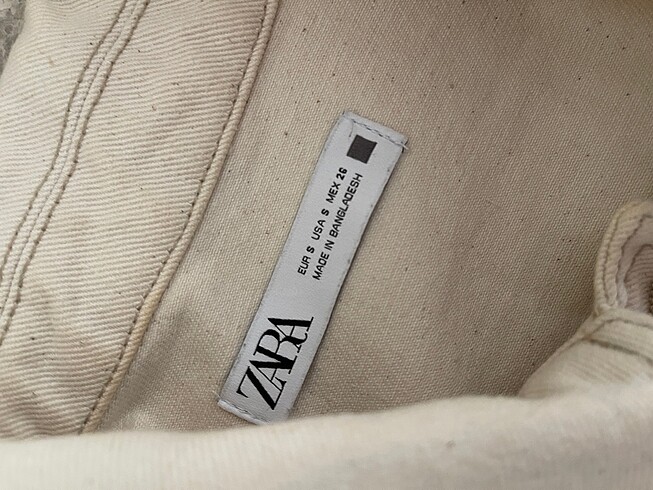 ZARA
EUR S USA S MEX 26
MADE IN BANGLADESH